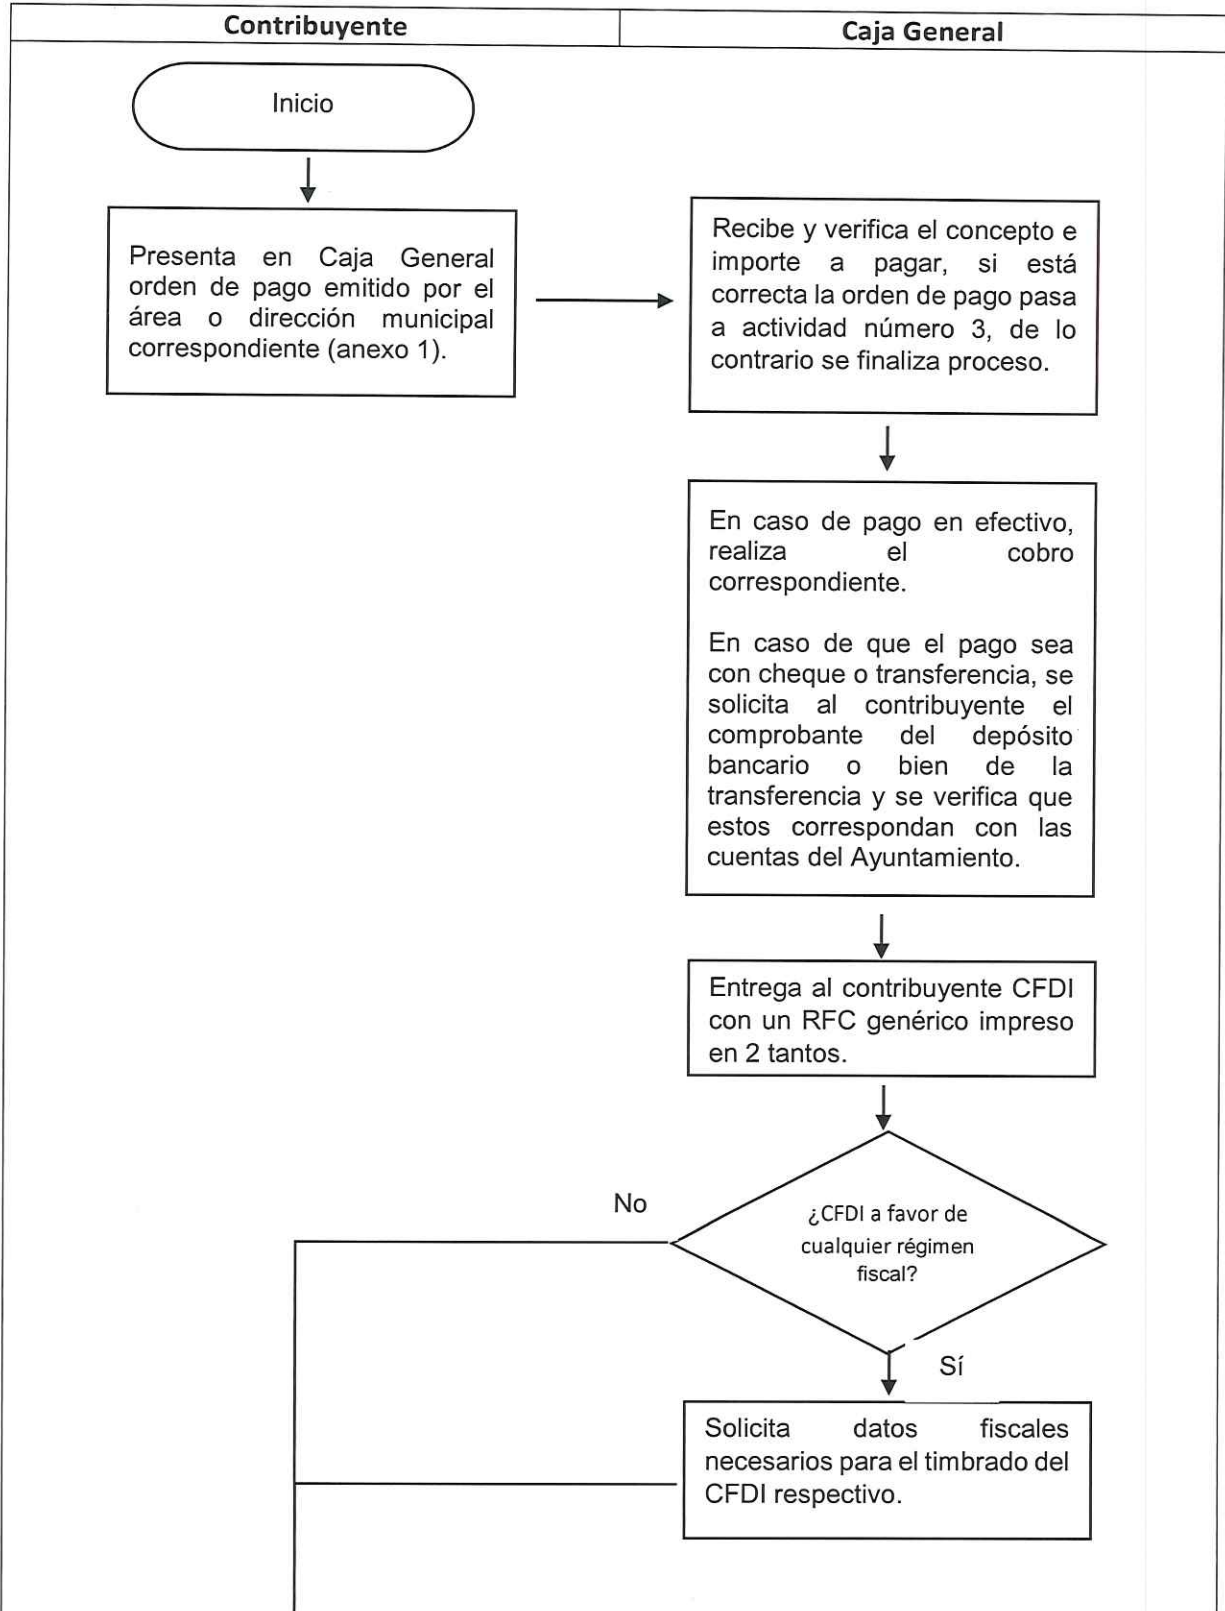 Contribuyente
Caja General
Inicio
Presenta en Caja General
orden de pago emitido por el
área o dirección municipal
correspondiente (anexo 1).
Recibe y verifica el concepto e
importe a pagar, si está
correcta la orden de pago pasa
a actividad número 3, de lo
contrario se finaliza proceso.
En caso de pago en efectivo,
realiza el cobro
correspondiente.
En caso de que el pago sea
con cheque o transferencia, se
solicita al contribuyente el
comprobante del depósito
bancario o bien de la
transferencia y se verifica que
estos correspondan con las
cuentas del Ayuntamiento.
Entrega al contribuyente CFDI
con un RFC genérico impreso
en 2 tantos.
No
¿CFDI a favor de
cualquier régimen
fiscal?
Sí
Solicita datos fiscales
necesarios para el timbrado del
CFDI respectivo.